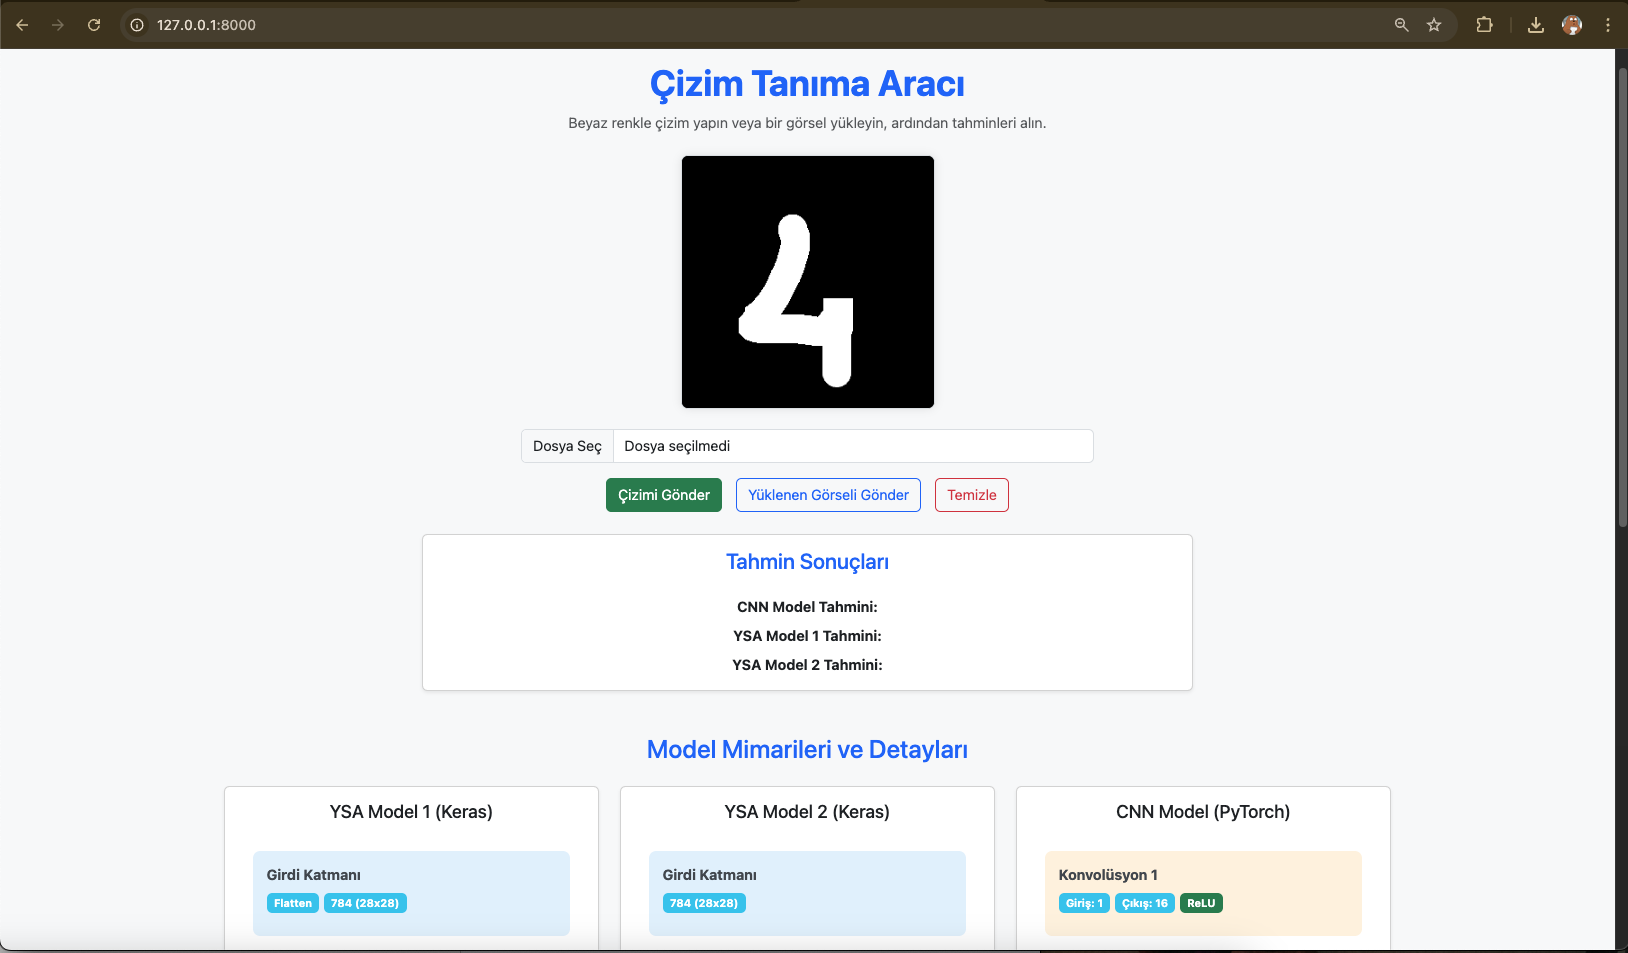 127.0.0.1:8000
Çizim Tanıma Aracı
Beyaz renkle çizim yapın veya bir görsel yükleyin, ardından tahminleri alın.
4
Dosya Seç Dosya seçilmedi
Çizimi Gönder Yüklenen Görseli Gönder Temizle
Tahmin Sonuçları
CNN Model Tahmini:
YSA Model 1 Tahmini:
YSA Model 2 Tahmini:
Model Mimarileri ve Detayları
YSA Model 1 (Keras)
Girdi Katmanı
Flatten 784 (28x28)
YSA Model 2 (Keras)
Girdi Katmanı
784 (28x28)
CNN Model (PyTorch)
Konvolüsyon 1
Giriş: 1 Çıkış: 16 ReLU